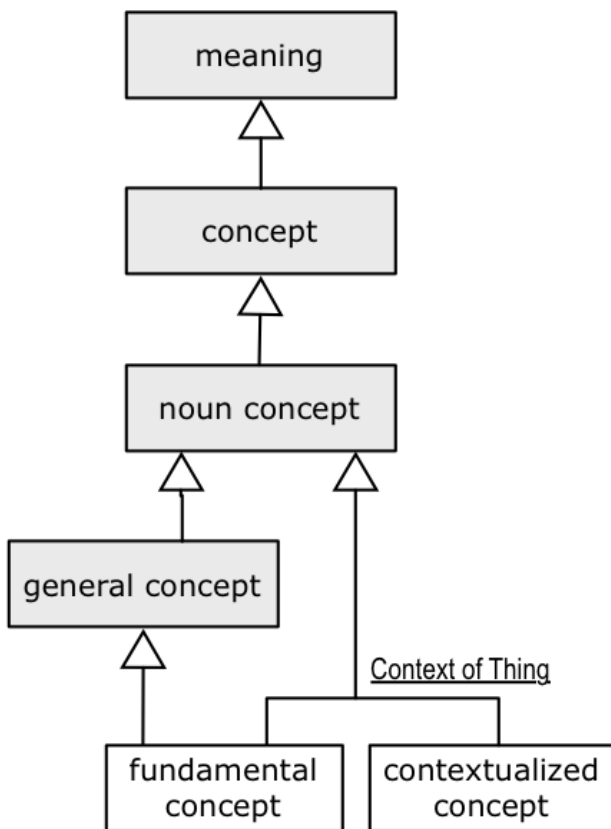 meaning
concept
noun concept
general concept
Context of Thing
fundamental
concept
contextualized
concept